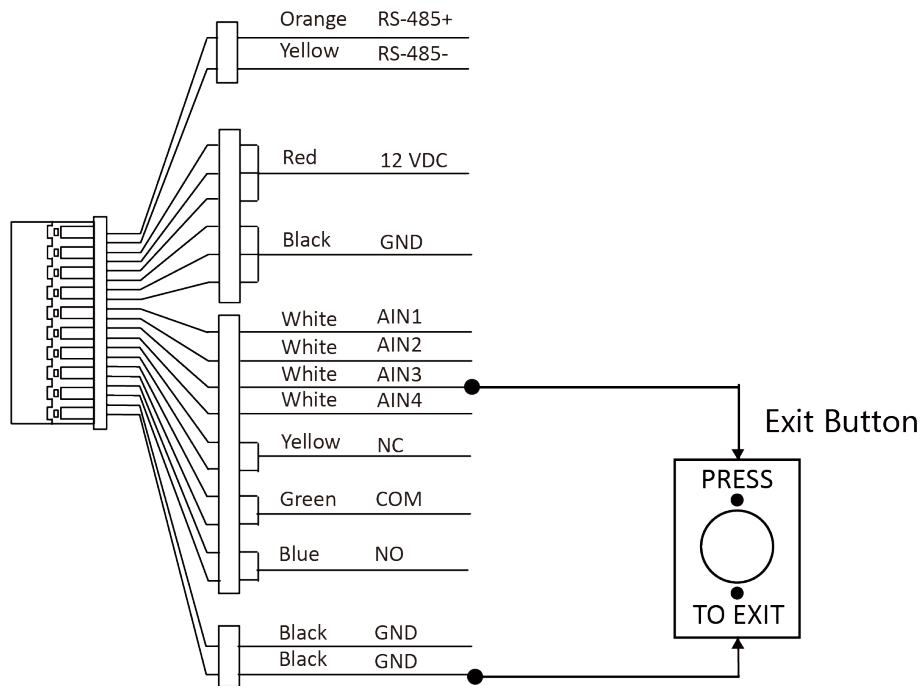 Orange RS-485+
Yellow RS-485-
Red 12 VDC
Black GND
White AIN1
White AIN2
White AIN3
White AIN4
Yellow NC
Green COM
Blue NO
Black GND
Black GND
Exit Button
PRESS
TO EXIT